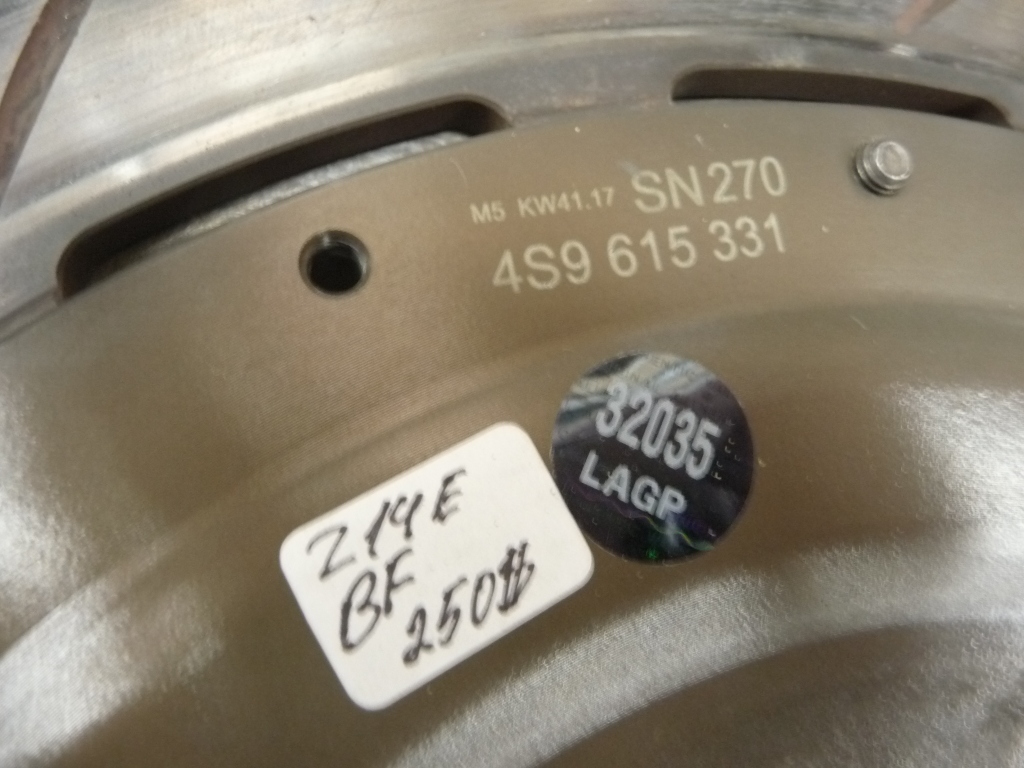 M5 KW41.17 SN270
4S9 615 331
32035
LAGP
Z14E
BF
250$